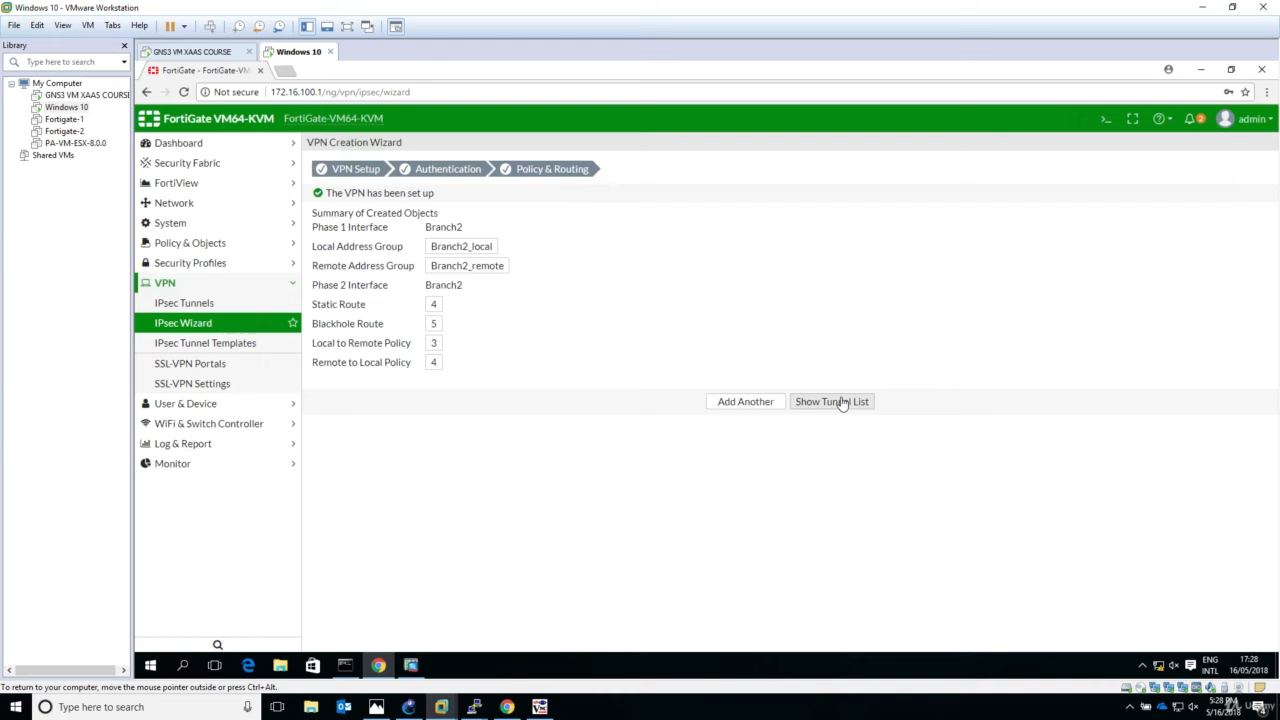 Windows 10 - VMware Workstation
File Edit View VM Tabs Help
Library
Type here to search
My Computer
GNS3 VM XAAS COURSE
Windows 10
Fortigate-1
Fortigate-2
PA-VM-ESX-8.0.0
Shared VMs
GNS3 VM XAAS COURSE
Windows 10
FortiGate - FortiGate-VM
Not secure 172.16.100.1/ng/vpn/ipsec/wizard
FortiGate VM64-KVM FortiGate-VM64-KVM
2 admin
Dashboard
Security Fabric
FortiView
Network
System
Policy & Objects
Security Profiles
VPN
IPsec Tunnels
IPsec Wizard
IPsec Tunnel Templates
SSL-VPN Portals
SSL-VPN Settings
User & Device
WiFi & Switch Controller
Log & Report
Monitor
VPN Creation Wizard
VPN Setup Authentication Policy & Routing
The VPN has been set up
Summary of Created Objects
Phase 1 Interface Branch2
Local Address Group Branch2_local
Remote Address Group Branch2_remote
Phase 2 Interface Branch2
Static Route 4
Blackhole Route 5
Local to Remote Policy 3
Remote to Local Policy 4
Add Another Show Tunnel List
ENG 17:28
INTL 16/05/2018
To return to your computer, move the mouse pointer outside or press Ctrl+Alt.
Type here to search
5:28 PM
5/16/2018
Udemy